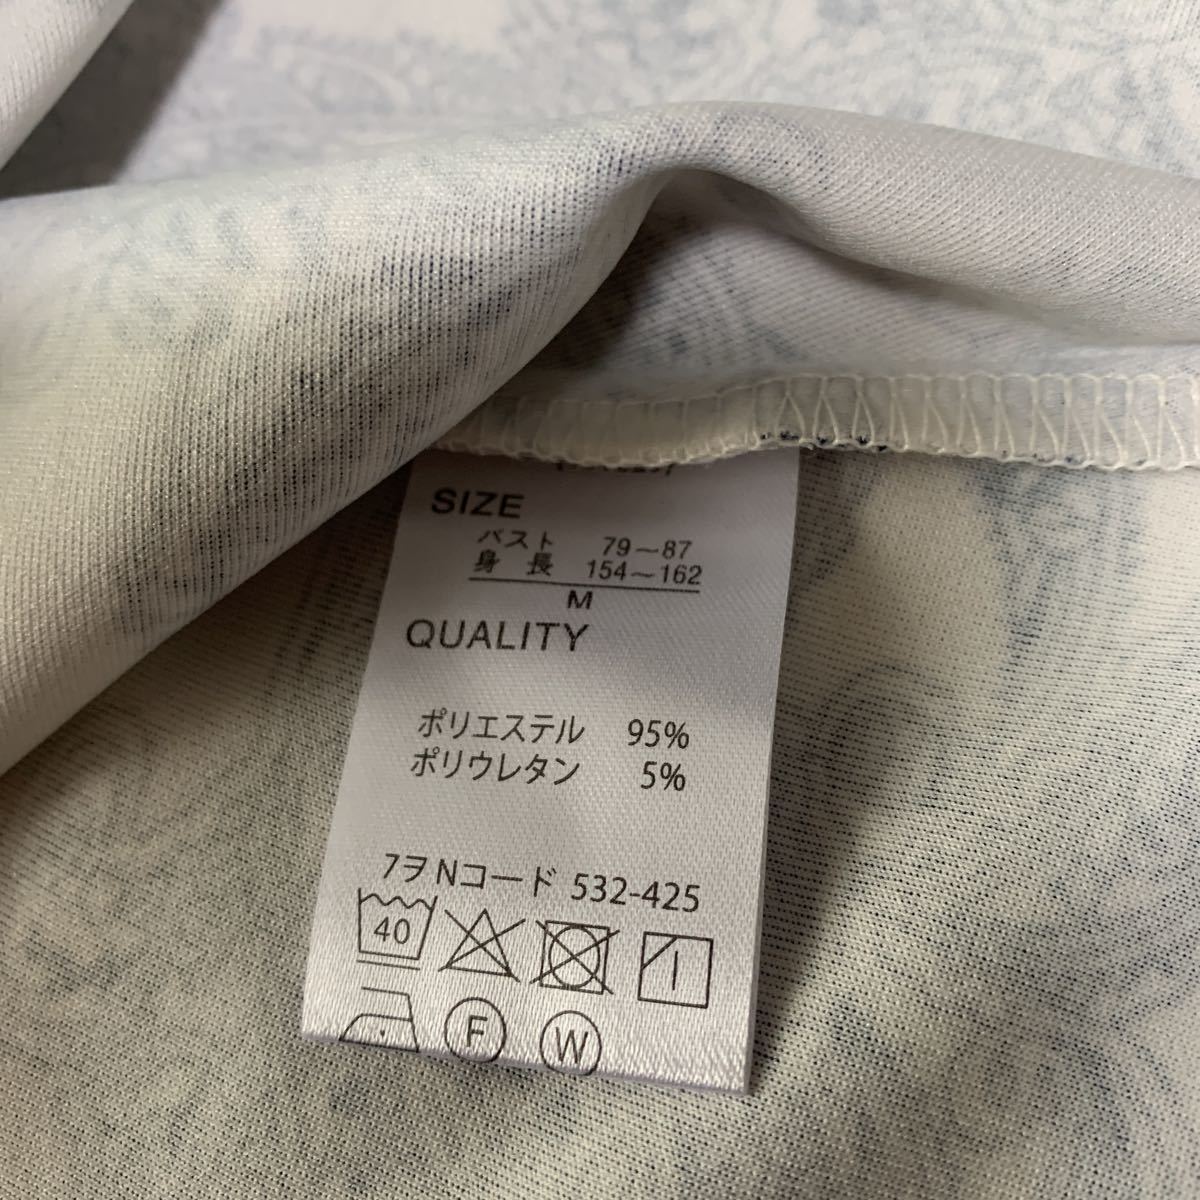 SIZE
バスト 79〜87
身長 154〜162
M
QUALITY
ポリエステル 95%
ポリウレタン 5%
7ヲNコード 532-425
40
F
W